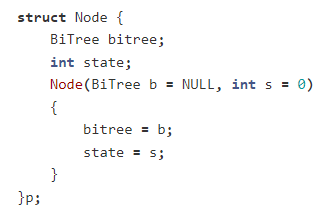 struct Node {
    BiTree bitree;
    int state;
    Node(BiTree b = NULL, int s = 0)
    {
        bitree = b;
        state = s;
    }
}p;